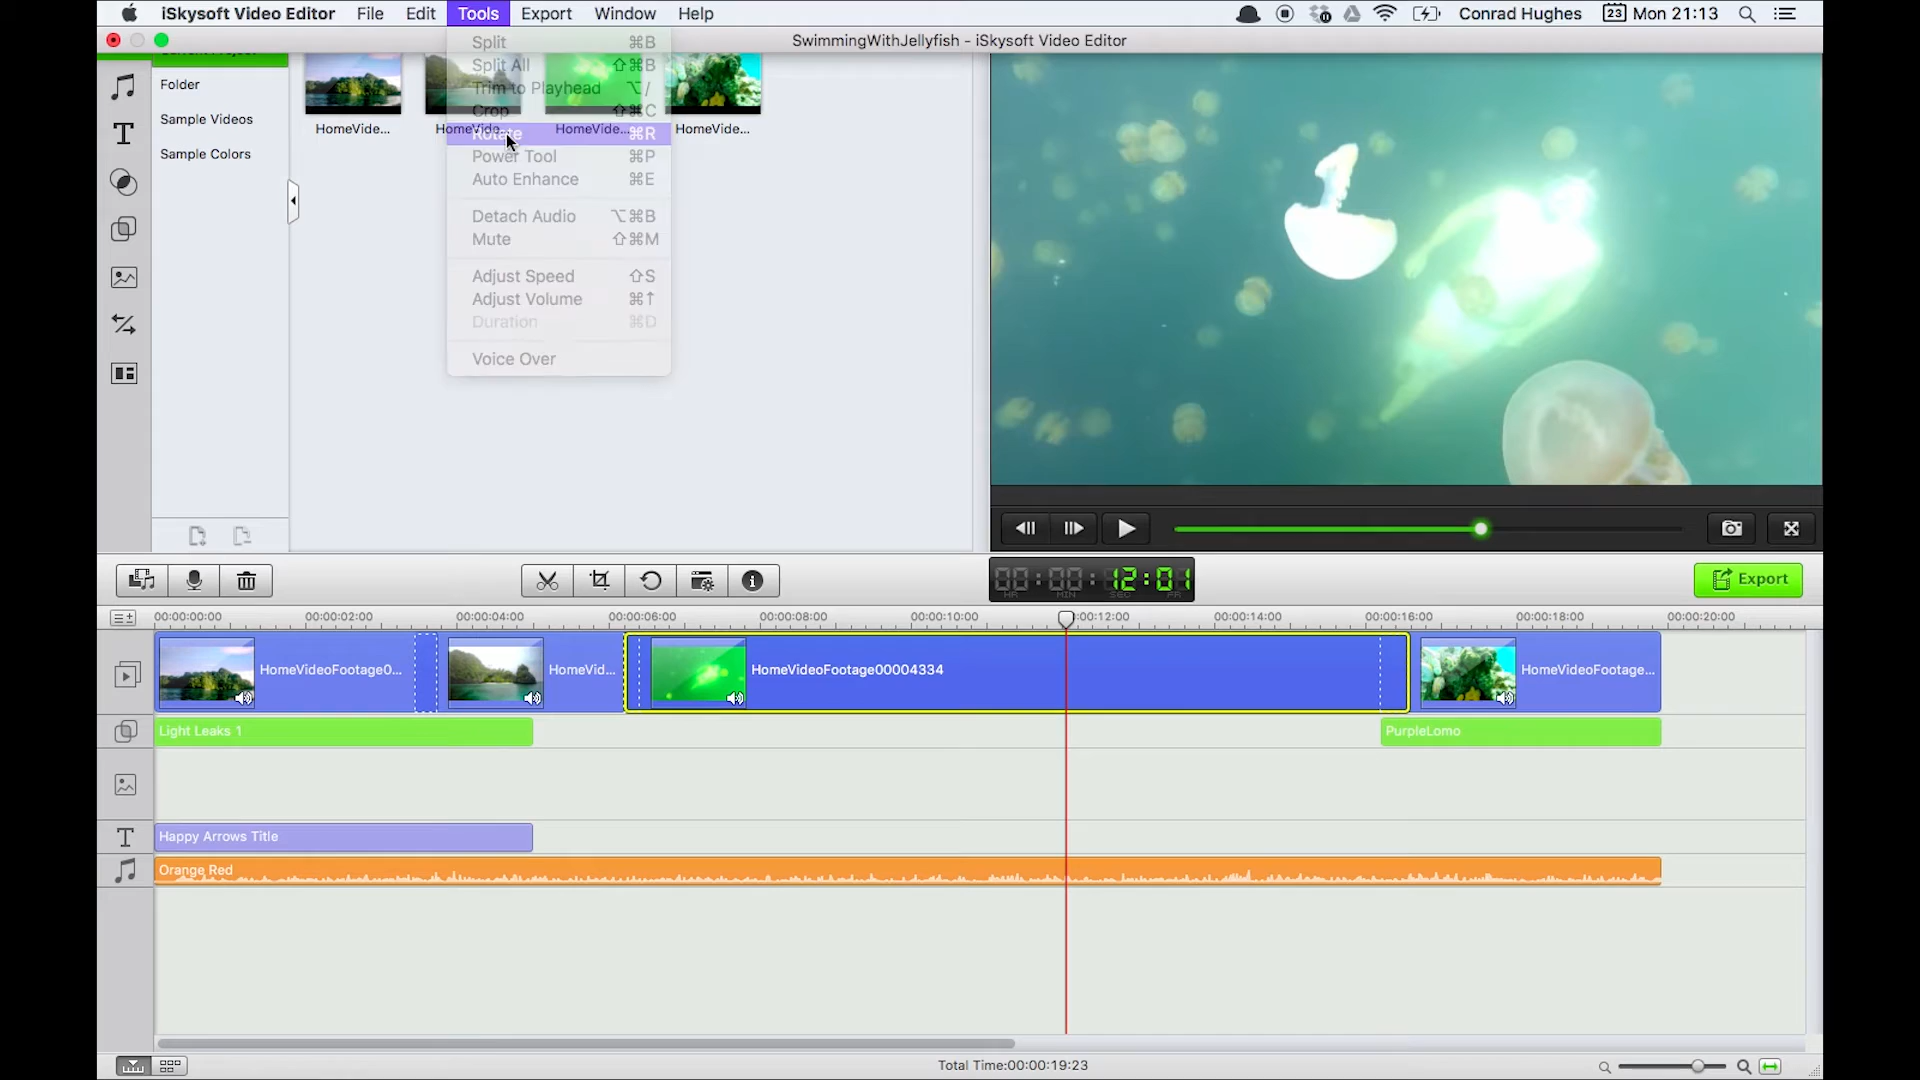 iSkysoft Video Editor File Edit Tools Export Window Help Conrad Hughes 23 Mon 21:13
SwimmingWithJellyfish - iSkysoft Video Editor
Split ⌘B
Split All ⇧⌘B
Trim to Playhead ⌥/
Crop ⇧⌘C
Rotate ⌘R
Power Tool ⌘P
Auto Enhance ⌘E
Detach Audio ⌥⌘B
Mute ⇧⌘M
Adjust Speed ⇧S
Adjust Volume ⌘↑
Duration ⌘D
Voice Over
Folder
Sample Videos
Sample Colors
HomeVide... HomeVide... HomeVide... HomeVide...
00:00:12:01
HR MIN SEC FR
Export
00:00:00:00 00:00:02:00 00:00:04:00 00:00:06:00 00:00:08:00 00:00:10:00 00:00:12:00 00:00:14:00 00:00:16:00 00:00:18:00 00:00:20:00
HomeVideoFootage0... HomeVid... HomeVideoFootage00004334 HomeVideoFootage...
Light Leaks 1 PurpleLomo
Happy Arrows Title
Orange Red
Total Time:00:00:19:23